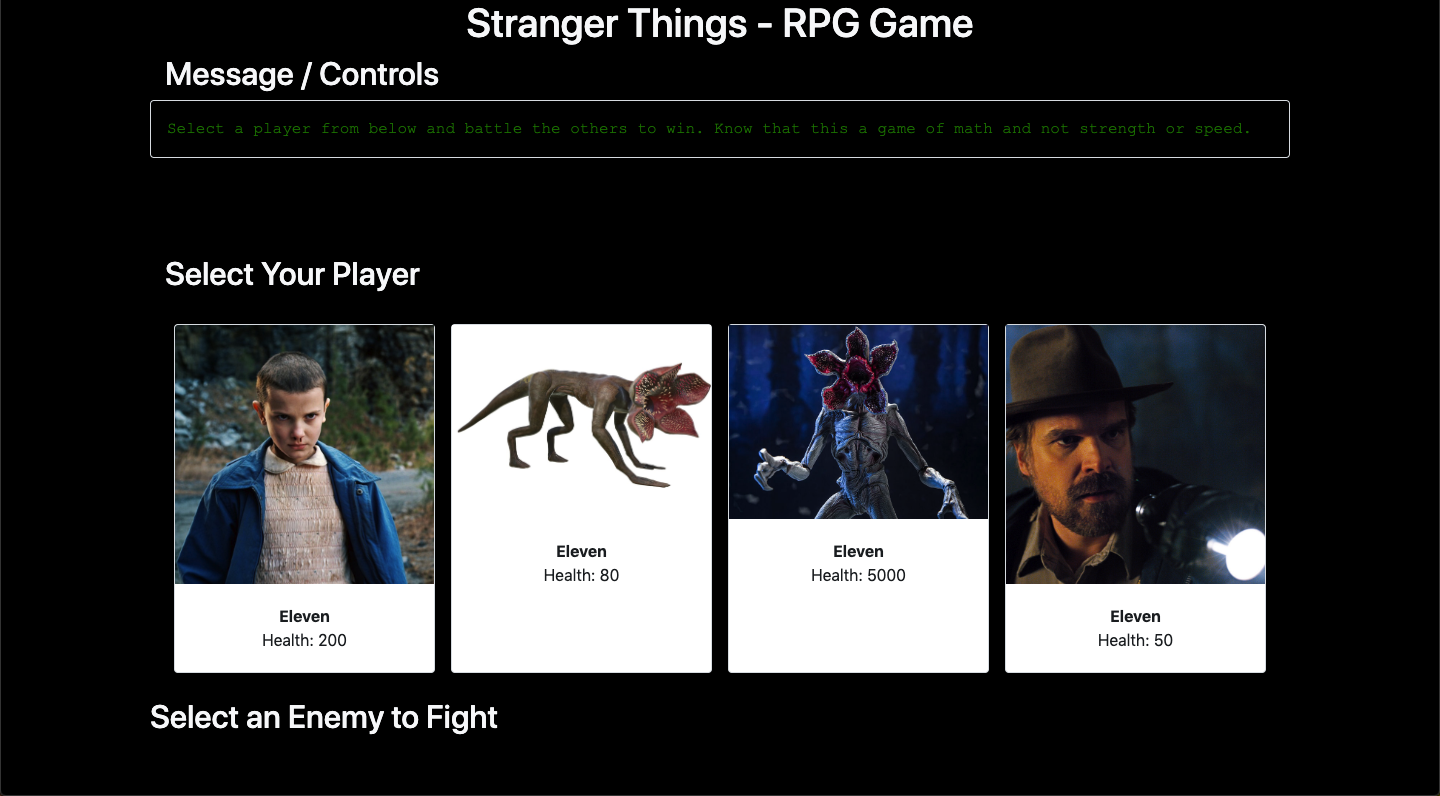 Stranger Things - RPG Game
Message / Controls
Select a player from below and battle the others to win. Know that this a game of math and not strength or speed.
Select Your Player
Eleven
Health: 80
Eleven
Health: 5000
Eleven
Health: 200
Eleven
Health: 50
Select an Enemy to Fight